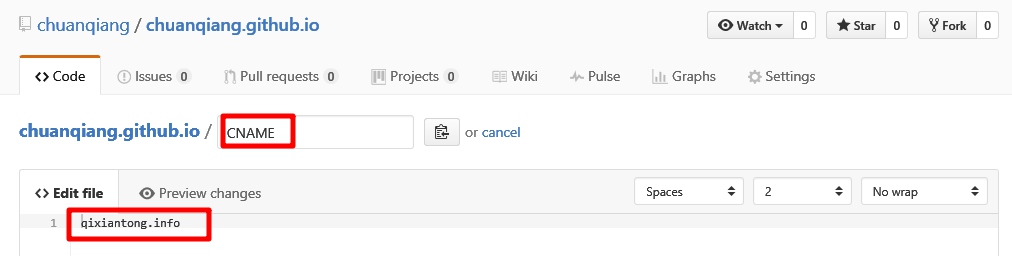 chuanqiang / chuanqiang.github.io
Watch 0 Star 0 Fork 0
Code Issues 0 Pull requests 0 Projects 0 Wiki Pulse Graphs Settings
chuanqiang.github.io / CNAME or cancel
Edit file Preview changes Spaces 2 No wrap
1 qixiantong.info